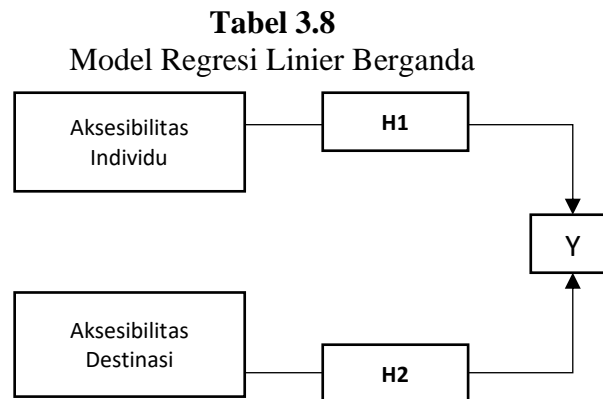 Tabel 3.8
Model Regresi Linier Berganda
Aksesibilitas
Individu
H1
Y
Aksesibilitas
Destinasi
H2